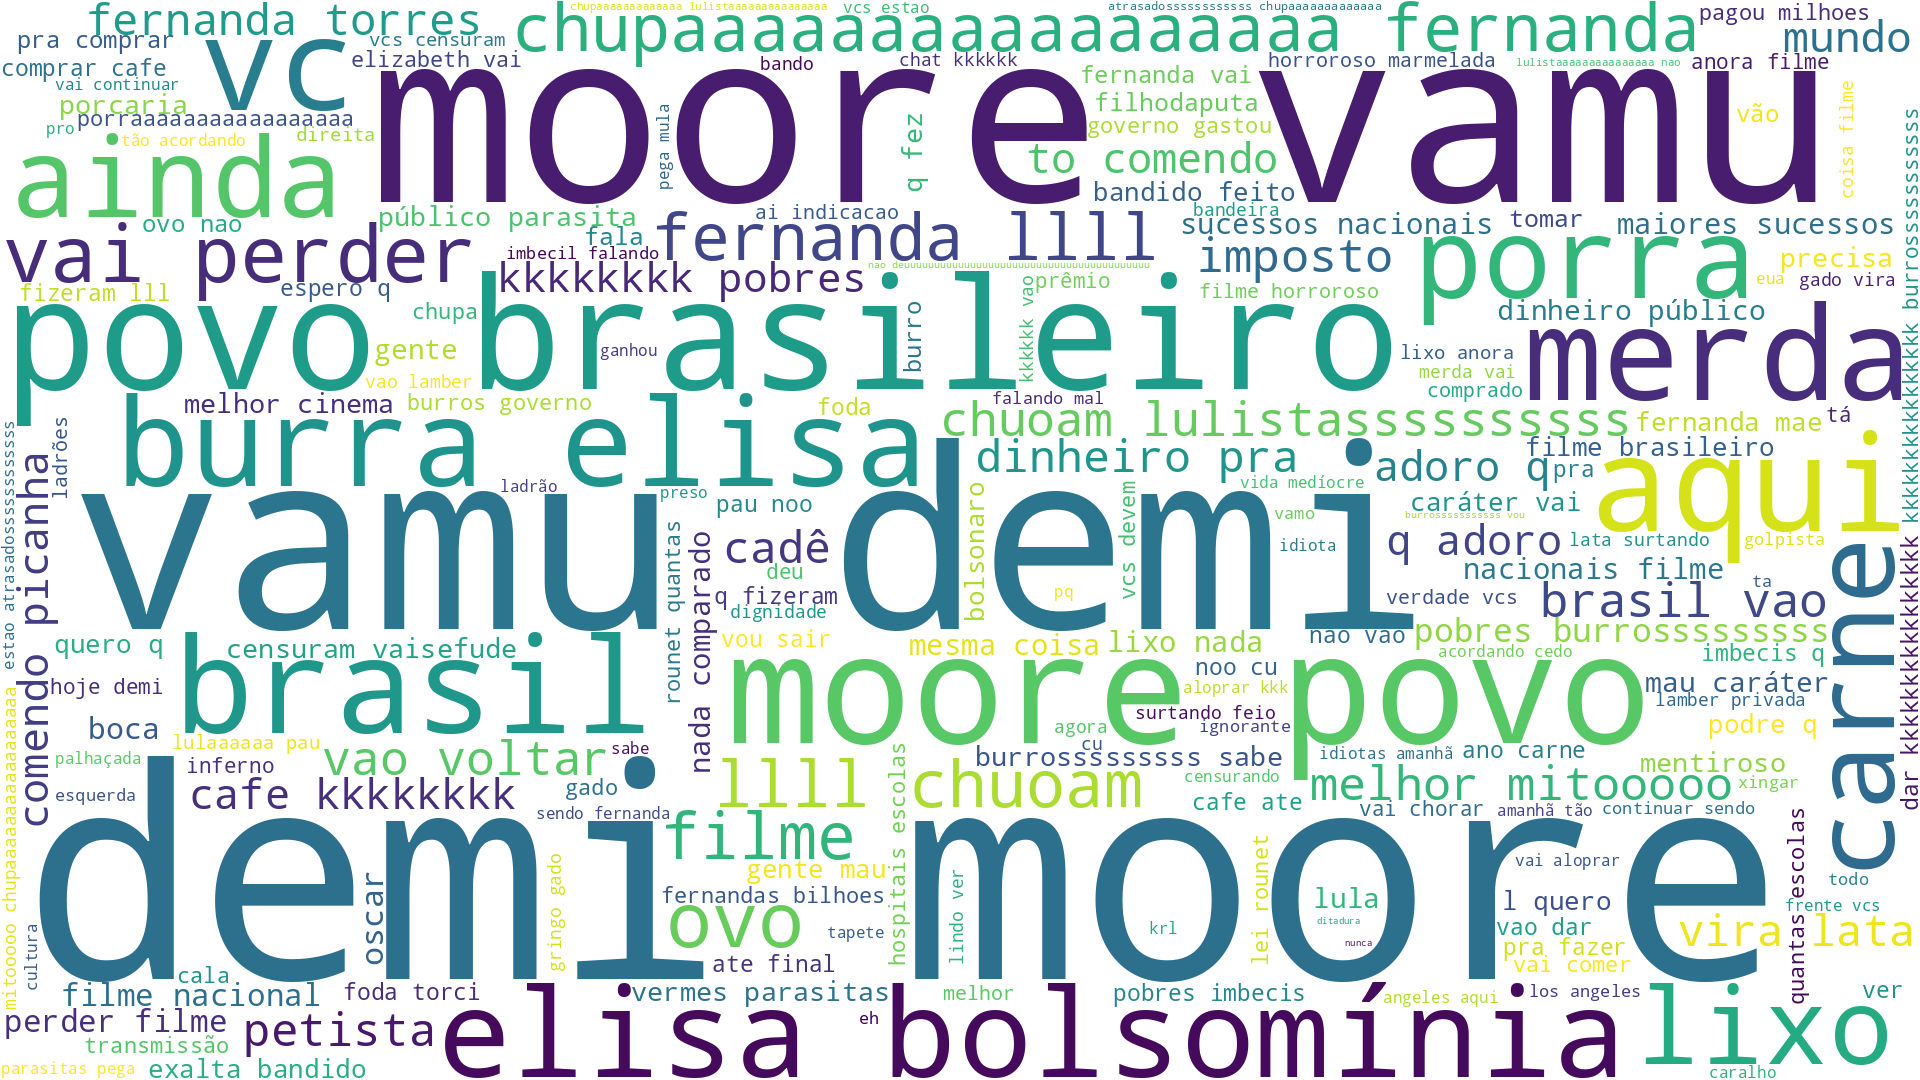 chupaaaaaaaaaaaaa lulistaaaaaaaaaaaaaaa
vcs estao
atrasadosssssssssss chupaaaaaaaaaaaaa
fernanda torres
chupaaaaaaaaaaaaaaaaa fernanda
pagou milhoes
pra comprar
vc
vcs censuram
mundo
comprar cafe
elizabeth vai
bando
chat kkkkkk
horroroso marmelada
lulistaaaaaaaaaaaaaaa nao
anora filme
vai continuar
moore vamu
fernanda vai
porcaria
filhodaputa
porraaaaaaaaaaaaaaaaa
pega mula
q fez
governo gastou
vão
coisa filme
pro
tão acordando
direita
ainda
to comendo
bandido feito
ovo nao
público parasita
ai indicacao
bandeira
sucessos nacionais
tomar
maiores sucessos
vai perder
fala
fernanda llll
imbecil falando
imposto
porra
precisa
kkkkkkkk pobres
prêmio
filme horroroso
eua
gado vira
fizeram lll
espero q
povo brasileiro
chupa
dinheiro público
merda
gente
ganhou
burro
kkkkkk vao
lixo anora
merda vai
vao lamber
comprado
melhor cinema
burros governo
burra elisa
foda
falando mal
chuoam lulistassssssssss
fernanda mae
tá
ladrões
dinheiro pra
filme brasileiro
adoro q
pra
aqui
comendo picanha
vamu demi
ladrão
preso
pau noo
bolsonaro
vcs devem
vida medíocre
caráter vai
vamo
burrosssssssssss vou
rounet quantas
nada comparado
cadê
idiota
q adoro
lata surtando
golpista
deu
nacionais filme
ta
q fizeram
dignidade
pq
verdade vcs
brasil vao
carne
quero q
censuram vaisefude
brasil
vou sair
mesma coisa
lixo nada
nao vao
pobres burrosssssssss
acordando cedo
imbecis q
hoje demi
moore povo
noo cu
aloprar kkk
mau caráter
lamber privada
boca
surtando feio
agora
ignorante
podre q
palhaçada
lulaaaaaa pau
vao voltar
sabe
cu
burrosssssssss sabe
idiotas amanhã
ano carne
inferno
llll chuoam
censurando
melhor mitooooo
mentiroso
xingar
esquerda
cafe kkkkkkkk
gado
cafe ate
vai chorar
amanhã tão
continuar sendo
demi moore
sendo fernanda
filme
hospitais escolas
oscar
gringo gado
gente mau
fernandas bilhoes
lindo ver
lei rounet
lula
ditadura
vai aloprar
todo
l quero
frente vcs
quantas escolas
cultura
ovo
tapete
krl
nunca
vao dar
vira lata
cala
ate final
pra fazer
vai comer
filme nacional
foda torci
vermes parasitas
melhor
pobres imbecis
angeles aqui
los angeles
ver
perder filme
petista
elisa bolsomínia
eh
lixo
transmissão
parasitas pega
exalta bandido
caralho